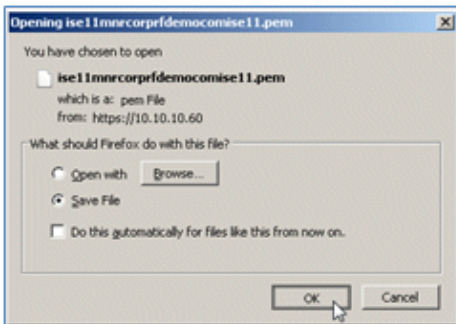 Opening ise11mnrcorprfdemocomise11.pem
You have chosen to open
ise11mnrcorprfdemocomise11.pem
which is a: pem File
from: https://10.10.10.60
What should Firefox do with this file?
Open with Browse...
Save File
Do this automatically for files like this from now on.
OK Cancel